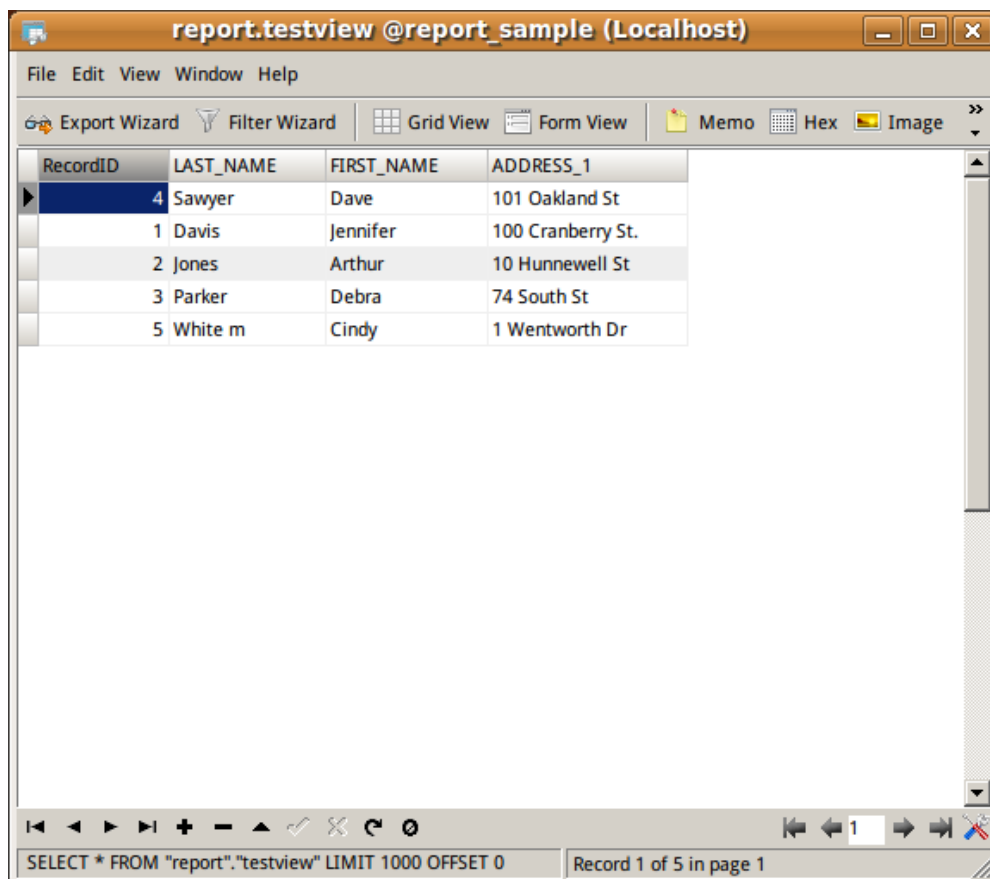 report.testview @report_sample (Localhost)
File Edit View Window Help
Export Wizard Filter Wizard Grid View Form View Memo Hex Image
RecordID LAST_NAME FIRST_NAME ADDRESS_1
4 Sawyer Dave 101 Oakland St
1 Davis Jennifer 100 Cranberry St.
2 Jones Arthur 10 Hunnewell St
3 Parker Debra 74 South St
5 White m Cindy 1 Wentworth Dr
1
SELECT * FROM "report"."testview" LIMIT 1000 OFFSET 0 Record 1 of 5 in page 1